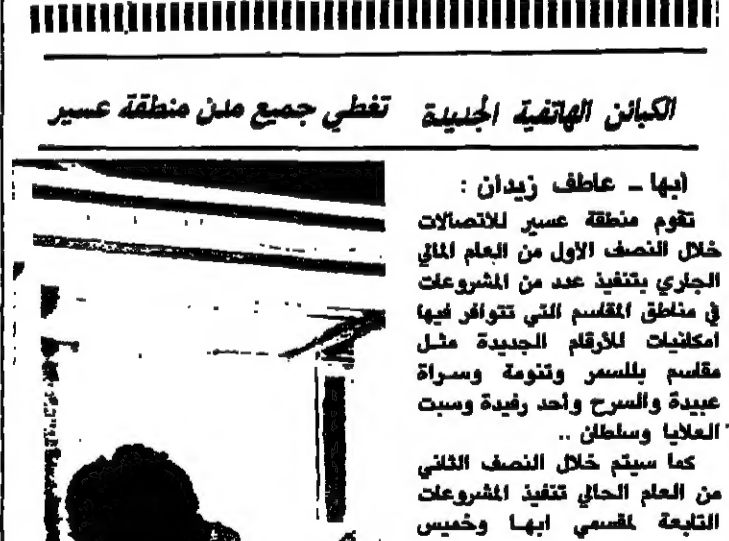 الكبائن الهاتفية الجديدة تغطي جميع مدن منطقة عسير
أبها ــ عاطف زيدان :
تقوم منطقة عسير للاتصالات
خلال النصف الأول من العام المالي
الجاري بتنفيذ عدد من المشروعات
في مناطق المقاسم التي تتوافر فيها
امكانيات للأرقام الجديدة مثل
مقاسم بللسمر وتنومة وسراة
عبيدة والسرح وأحد رفيدة وسبت
العلايا وسلطان ..
كما سيتم خلال النصف الثاني
من العام الحالي تنفيذ المشروعات
التابعة لمقسمي ابها وخميس